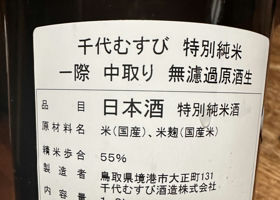 千代むすび 特別純米
一際 中取り 無濾過原酒生
品目 日本酒 特別純米酒
原材料名 米(国産)、米麹(国産米)
精米歩合 55%
製造者 鳥取県境港市大正町131
千代むすび酒造株式会社
内容